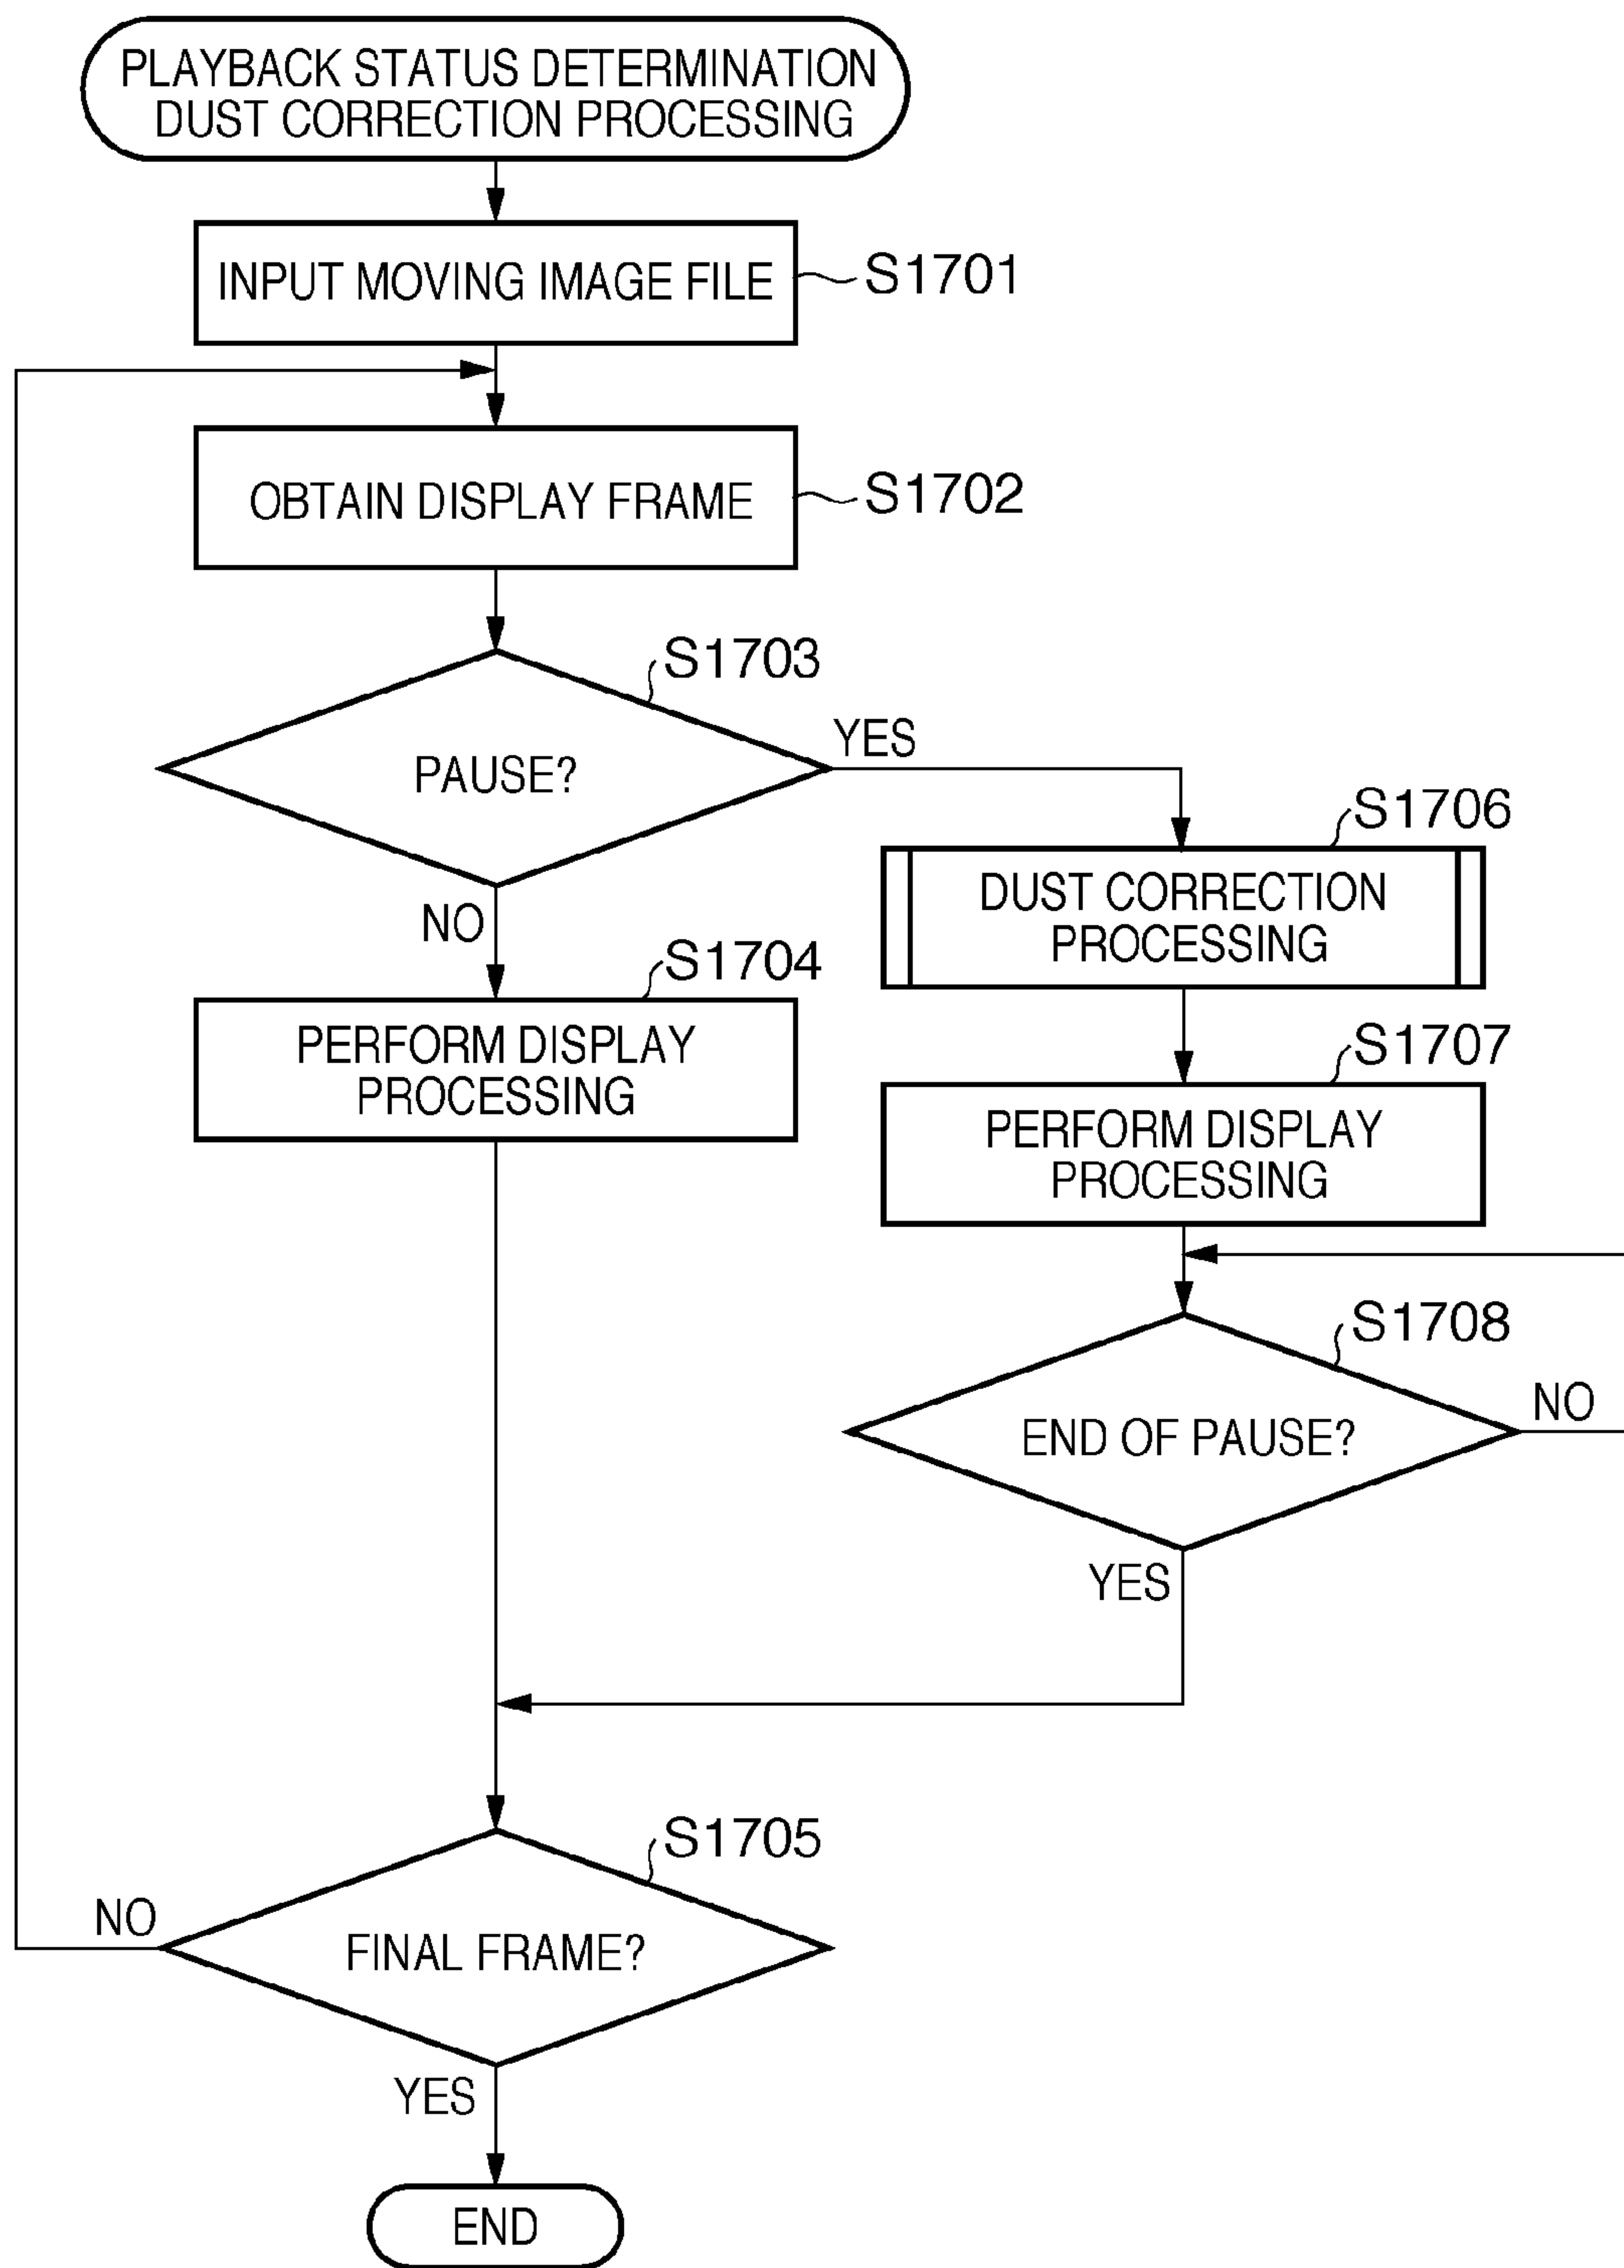 PLAYBACK STATUS DETERMINATION
DUST CORRECTION PROCESSING
INPUT MOVING IMAGE FILE
S1701
OBTAIN DISPLAY FRAME
S1702
S1703
PAUSE?
YES
NO
S1706
DUST CORRECTION
PROCESSING
S1704
PERFORM DISPLAY
PROCESSING
S1707
PERFORM DISPLAY
PROCESSING
S1708
END OF PAUSE?
NO
YES
S1705
FINAL FRAME?
NO
YES
END